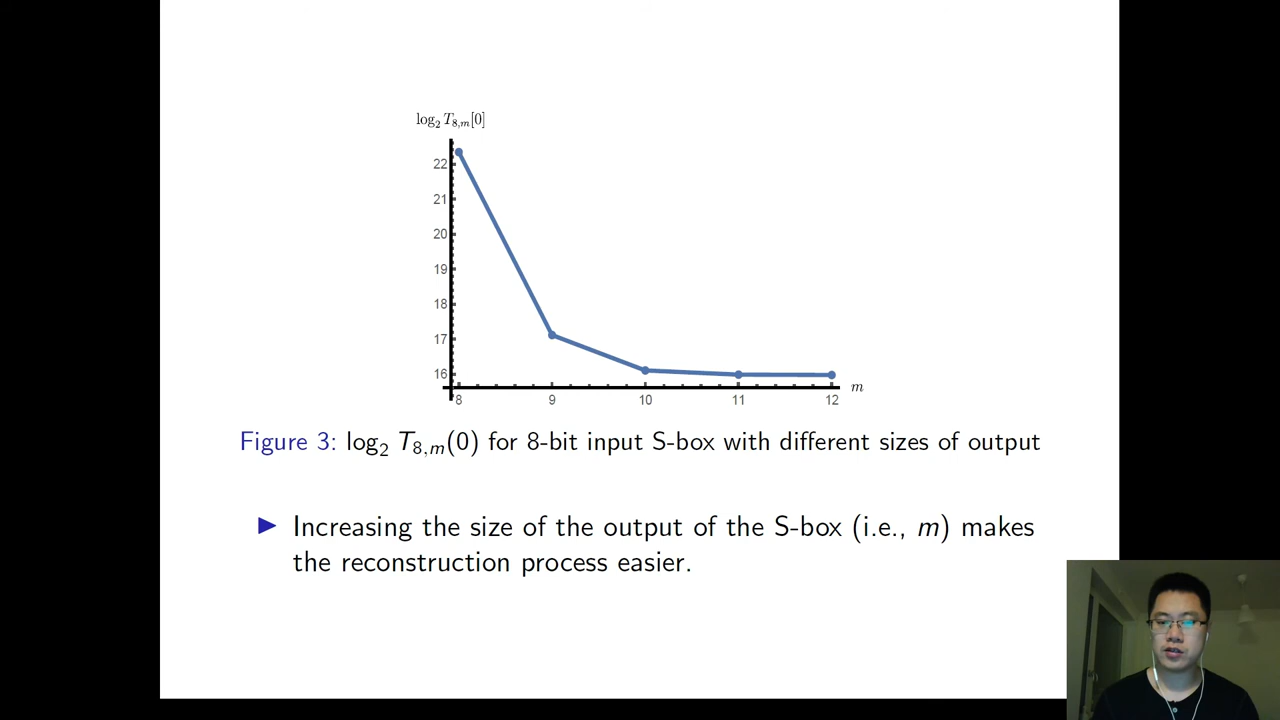 log₂ T₈,ₘ[0]
22
21
20
19
18
17
16
8 9 10 11 12 m
Figure 3: log₂ T₈,ₘ(0) for 8-bit input S-box with different sizes of output
▶ Increasing the size of the output of the S-box (i.e., m) makes
the reconstruction process easier.